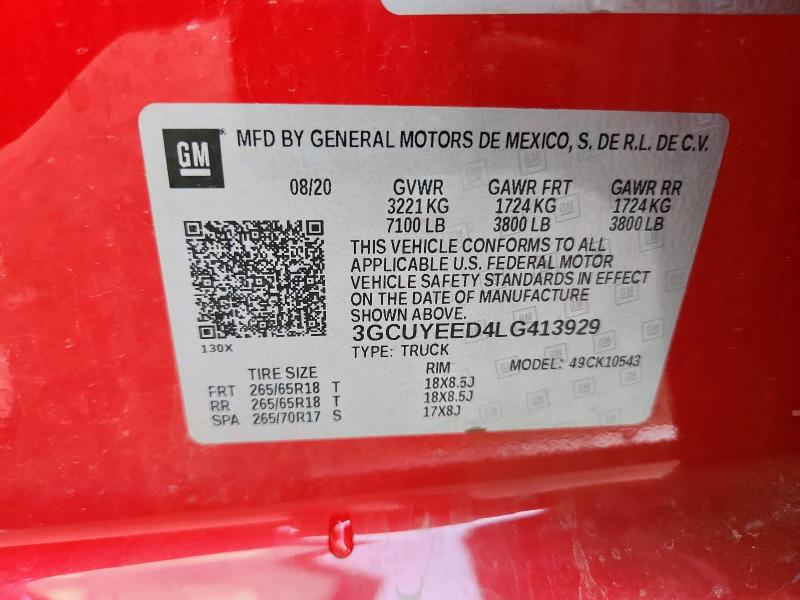 GM MFD BY GENERAL MOTORS DE MEXICO, S. DE R.L. DE C.V.
08/20 GVWR GAWR FRT GAWR RR
3221 KG 1724 KG 1724 KG
7100 LB 3800 LB 3800 LB
THIS VEHICLE CONFORMS TO ALL
APPLICABLE U.S. FEDERAL MOTOR
VEHICLE SAFETY STANDARDS IN EFFECT
ON THE DATE OF MANUFACTURE
SHOWN ABOVE.
3GCUYEED4LG413929
130X TYPE: TRUCK MODEL: 49CK10543
TIRE SIZE RIM
FRT 265/65R18 T 18X8.5J
RR 265/65R18 T 18X8.5J
SPA 265/70R17 S 17X8J